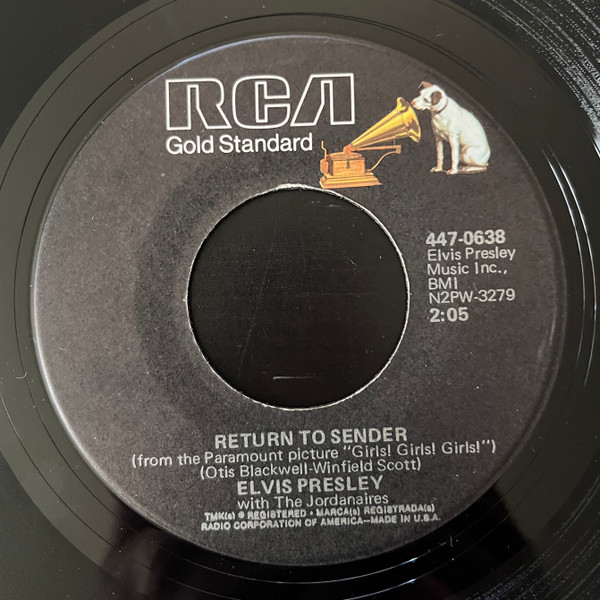 RCA
Gold Standard
447-0638
Elvis Presley
Music Inc.,
BMI
N2PW-3279
2:05
RETURN TO SENDER
(from the Paramount picture "Girls! Girls! Girls!")
(Otis Blackwell-Winfield Scott)
ELVIS PRESLEY
with The Jordanaires
TMK(s) ® REGISTERED • MARCA(s) REGISTRADA(s)
RADIO CORPORATION OF AMERICA—MADE IN U.S.A.